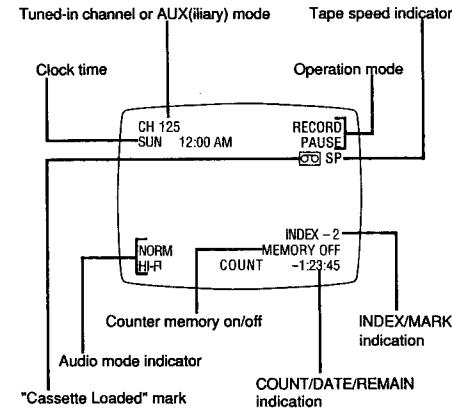 Tuned-in channel or AUX(iliary) mode
Tape speed indicator
Clock time
Operation mode
CH 125
RECORD
SUN 12:00 AM
PAUSE
SP
INDEX -2
NORM
MEMORY OFF
HI-FI
COUNT -1:23:45
Counter memory on/off
INDEX/MARK
indication
Audio mode indicator
COUNT/DATE/REMAIN
indication
"Cassette Loaded" mark